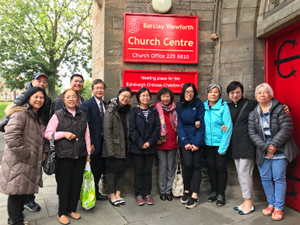 Barclay Viewforth
Church Centre
Church Office 229 6810
Meeting place for the
Edinburgh Chinese Christian